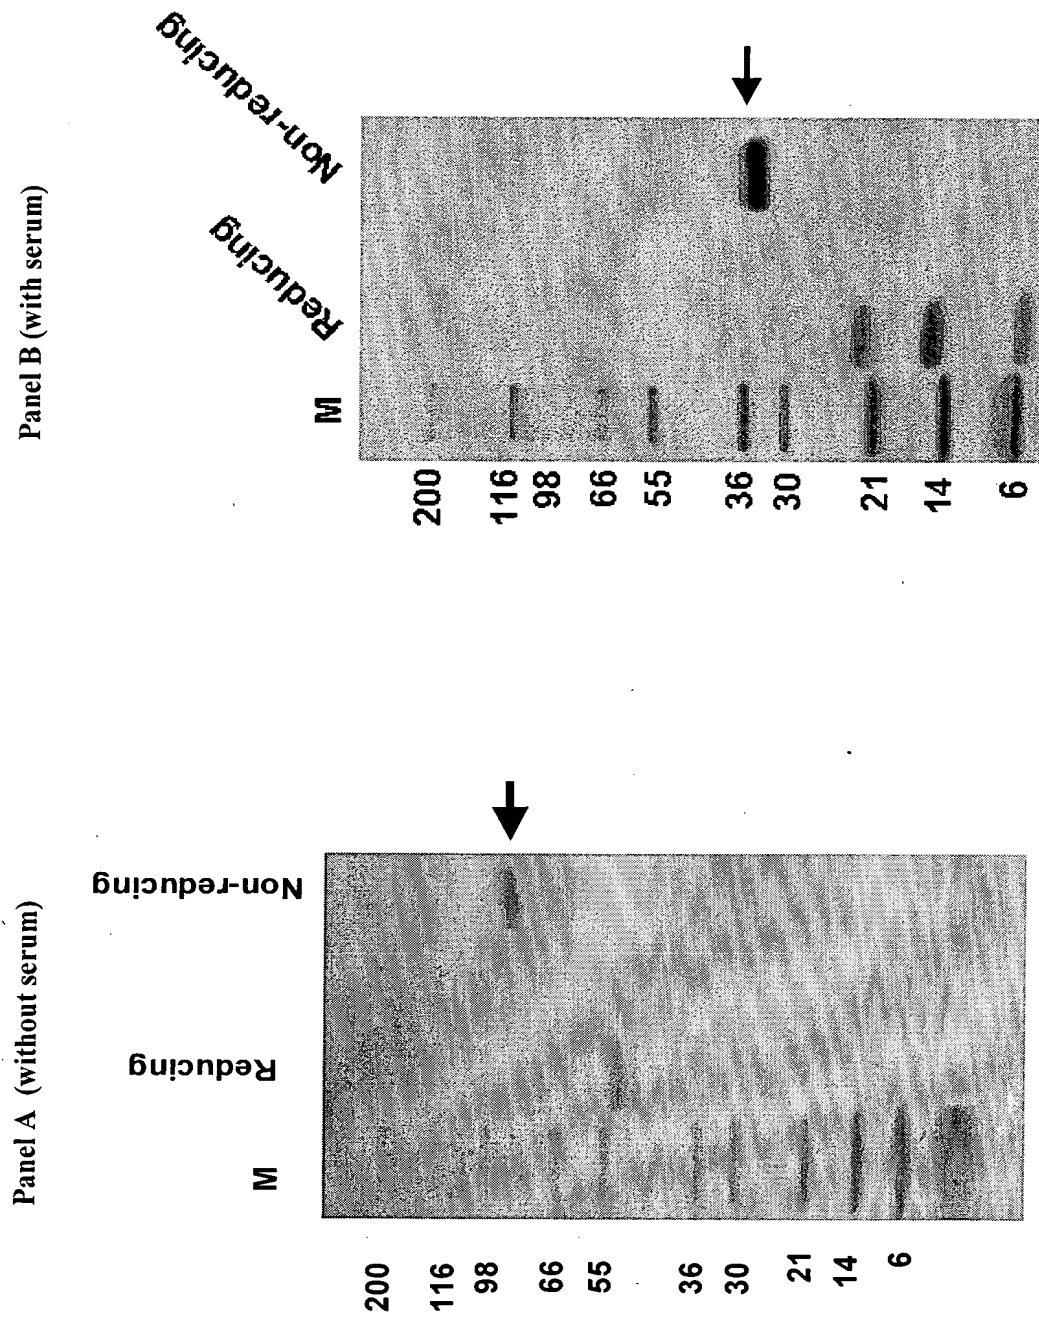 Panel A (without serum)
M
Reducing
Non-reducing
200
116
98
66
55
36
30
21
14
6
Panel B (with serum)
M
Reducing
Non-reducing
200
116
98
66
55
36
30
21
14
6